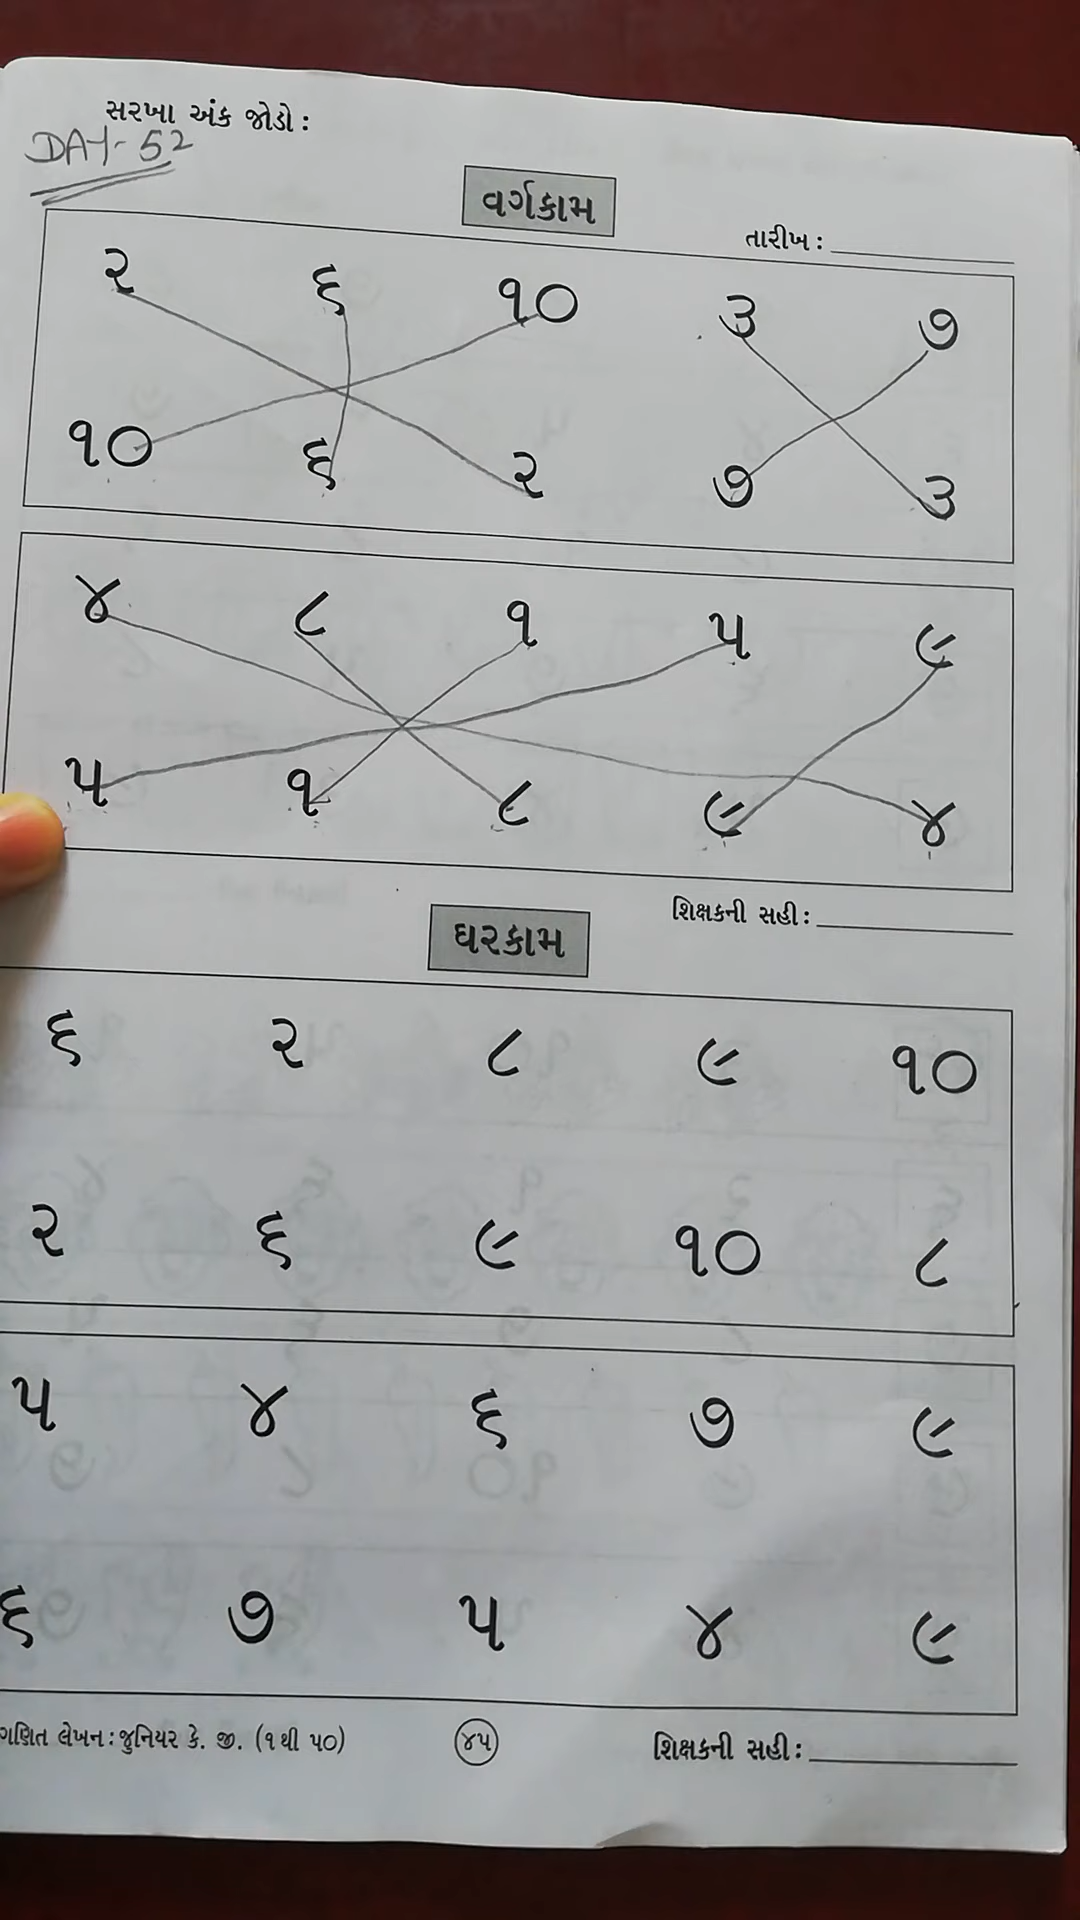 સરખા અંક જોડો:
DAY-52
વર્ગકામ
તારીખ:
૨ ૬ ૧૦ ૩ ૭
૧૦ ૬ ૨ ૭ ૩
૪ ૮ ૧ ૫ ૯
૫ ૧ ૮ ૯ ૪
શિક્ષકની સહી:
ઘરકામ
૬ ૨ ૮ ૯ ૧૦
૨ ૬ ૯ ૧૦ ૮
૫ ૪ ૬ ૭ ૯
૬ ૭ ૫ ૪ ૯
ગણિત લેખન: જુનિયર કે. જી. (૧ થી ૫૦) ૪૫ શિક્ષકની સહી: